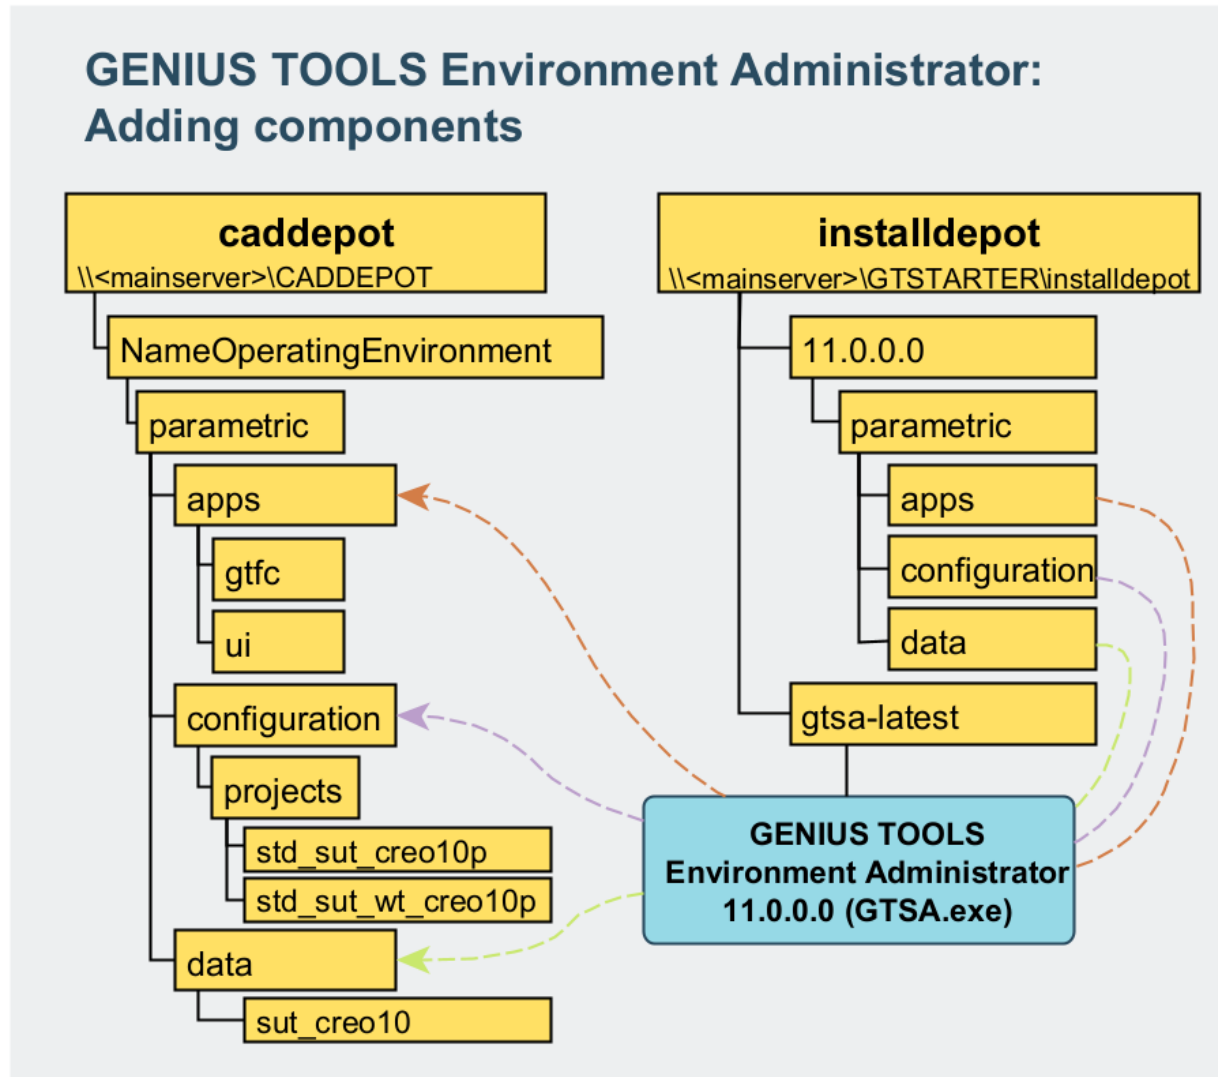 GENIUS TOOLS Environment Administrator:
Adding components
caddepot
\\<mainserver>\CADDEPOT
NameOperatingEnvironment
parametric
apps
gtfc
ui
configuration
projects
std_sut_creo10p
std_sut_wt_creo10p
data
sut_creo10
installdepot
\\<mainserver>\GTSTARTER\installdepot
11.0.0.0
parametric
apps
configuration
data
gtsa-latest
GENIUS TOOLS
Environment Administrator
11.0.0.0 (GTSA.exe)